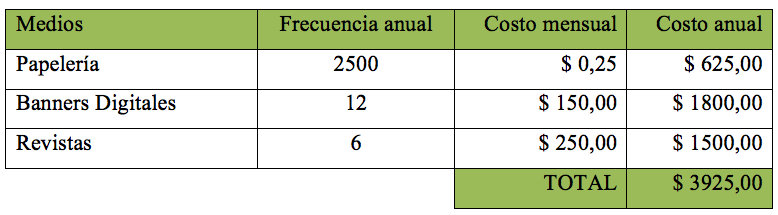 Medios Frecuencia anual Costo mensual Costo anual
Papelería 2500 $ 0,25 $ 625,00
Banners Digitales 12 $ 150,00 $ 1800,00
Revistas 6 $ 250,00 $ 1500,00
TOTAL $ 3925,00